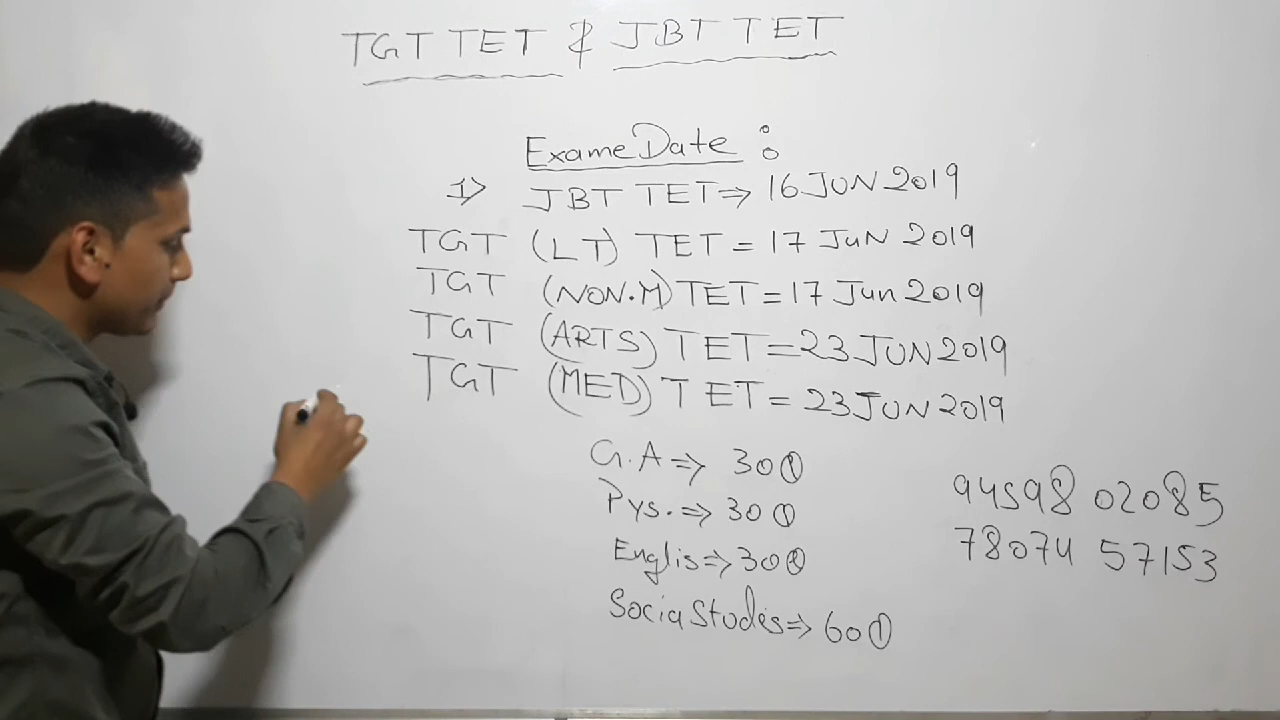 TGT TET & JBT TET
Exame Date :
1> JBT TET ⇒ 16 JUN 2019
TGT (LT) TET = 17 JUN 2019
TGT (NON.M) TET = 17 Jun 2019
TGT (ARTS) TET = 23 JUN 2019
TGT (MED) TET = 23 JUN 2019
G.A ⇒ 30 ①
Pys. ⇒ 30 ①
Englis ⇒ 30 ①
Socia Studes ⇒ 60 ①
94598 02085
78074 57153